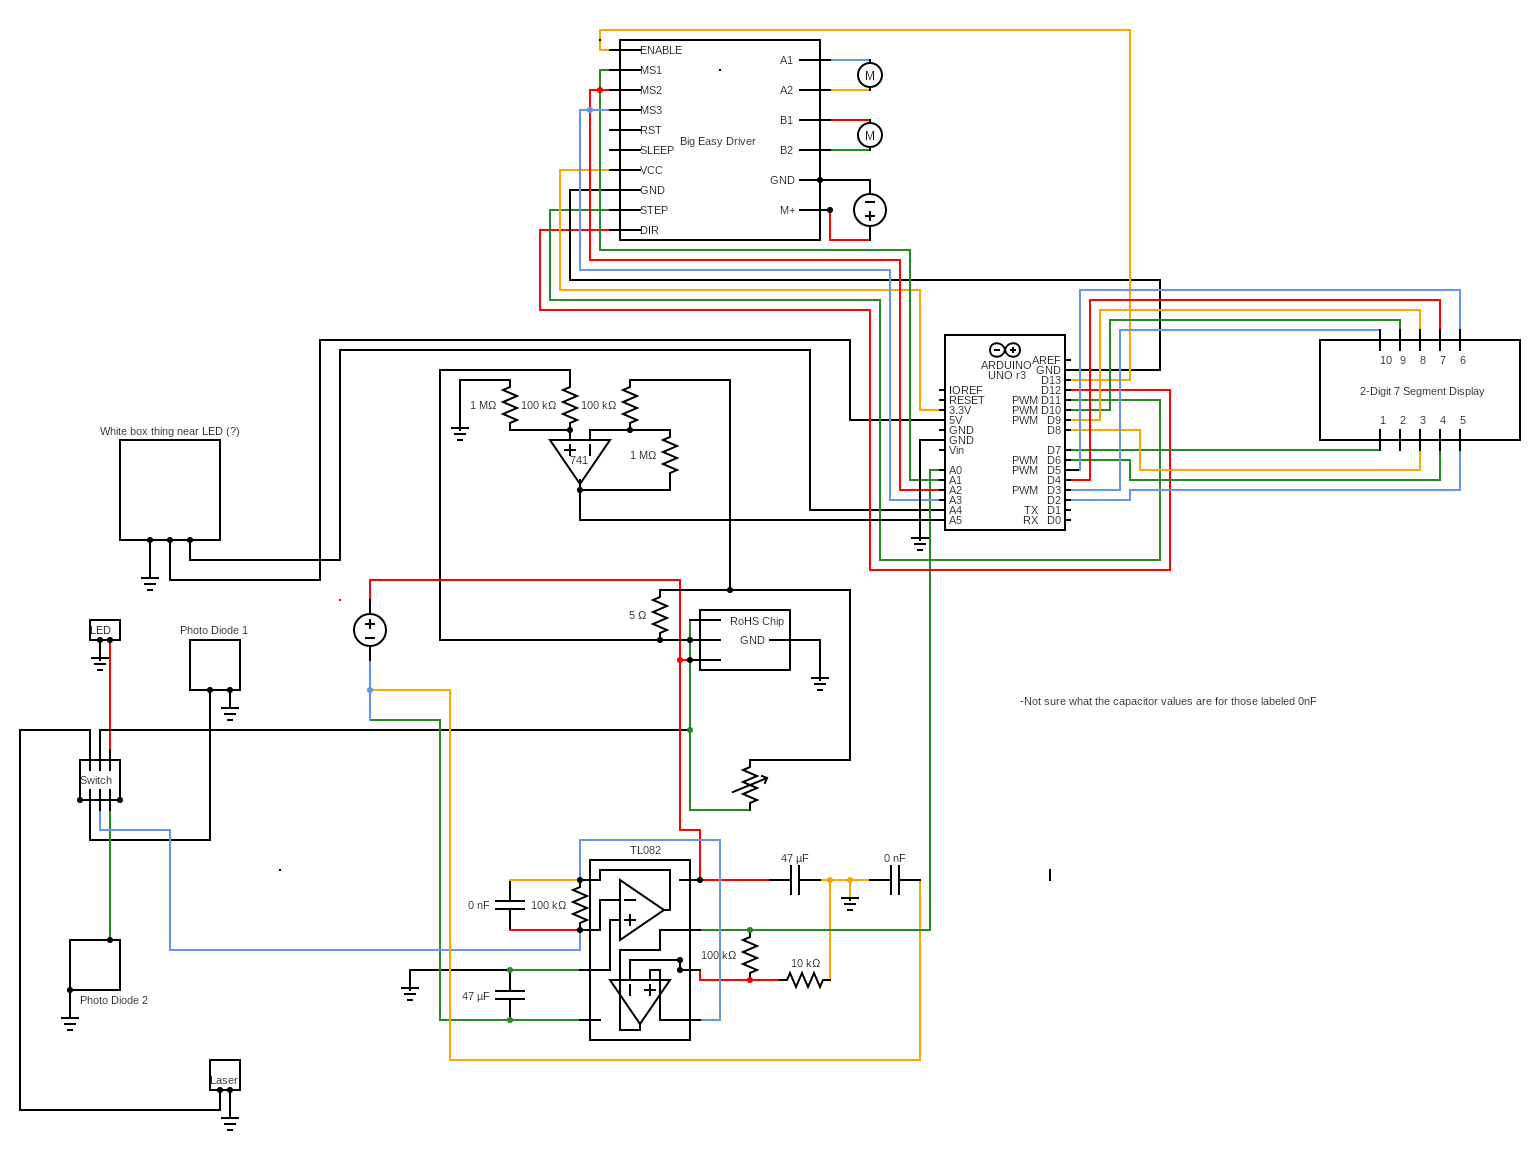 ENABLE
MS1
MS2
MS3
RST
SLEEP
VCC
GND
STEP
DIR
Big Easy Driver
A1
A2
B1
B2
GND
M+
M
M
ARDUINO
UNO r3
IOREF
RESET
3.3V
5V
GND
GND
Vin
A0
A1
A2
A3
A4
A5
AREF
GND
D13
D12
PWM D11
PWM D10
PWM D9
D8
D7
PWM D6
PWM D5
D4
PWM D3
D2
TX D1
RX D0
10 9 8 7 6
2-Digit 7 Segment Display
1 2 3 4 5
1 MΩ
100 kΩ
100 kΩ
741
1 MΩ
White box thing near LED (?)
LED
Photo Diode 1
5 Ω
RoHS Chip
GND
-Not sure what the capacitor values are for those labeled 0nF
Switch
TL082
47 µF
0 nF
0 nF
100 kΩ
100 kΩ
10 kΩ
47 µF
Photo Diode 2
Laser